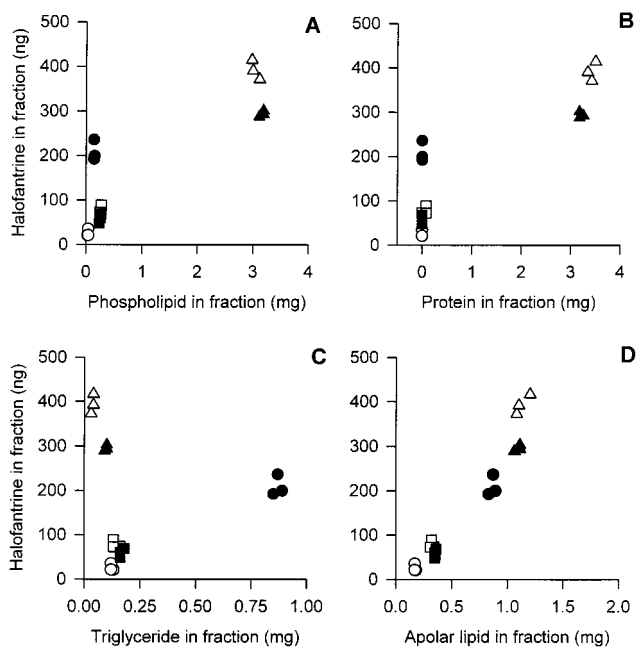 A
500
400
300
200
100
0
Halofantrine in fraction (ng)
0 1 2 3 4
Phospholipid in fraction (mg)
B
500
400
300
200
100
0
0 1 2 3 4
Protein in fraction (mg)
C
500
400
300
200
100
0
Halofantrine in fraction (ng)
0.00 0.25 0.50 0.75 1.00
Triglyceride in fraction (mg)
D
500
400
300
200
100
0
0.0 0.5 1.0 1.5 2.0
Apolar lipid in fraction (mg)